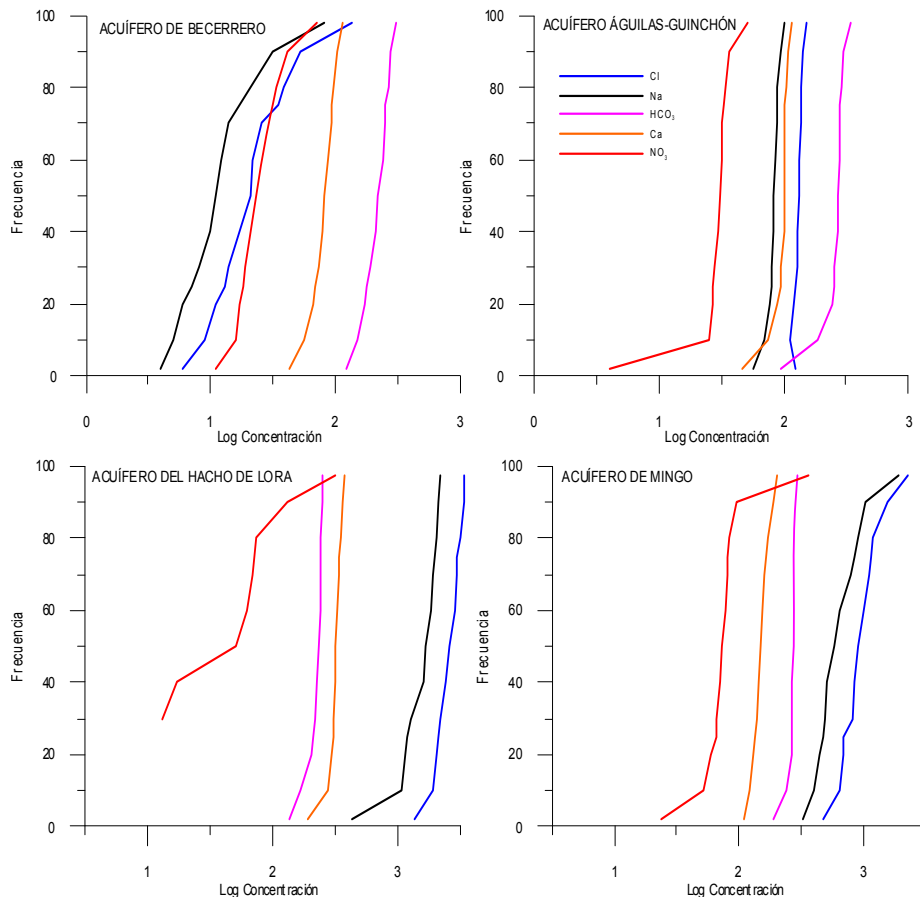 ACUÍFERO DE BECERRERO
Frecuencia
100
80
60
40
20
0
0
1
2
3
Log Concentración
ACUÍFERO ÁGUILAS-GUINCHÓN
Cl
Na
HCO₃
Ca
NO₃
Frecuencia
100
80
60
40
20
0
0
1
2
3
Log Concentración
ACUÍFERO DEL HACHO DE LORA
Frecuencia
100
80
60
40
20
0
1
2
3
Log Concentración
ACUÍFERO DE MINGO
Frecuencia
100
80
60
40
20
0
1
2
3
Log Concentración